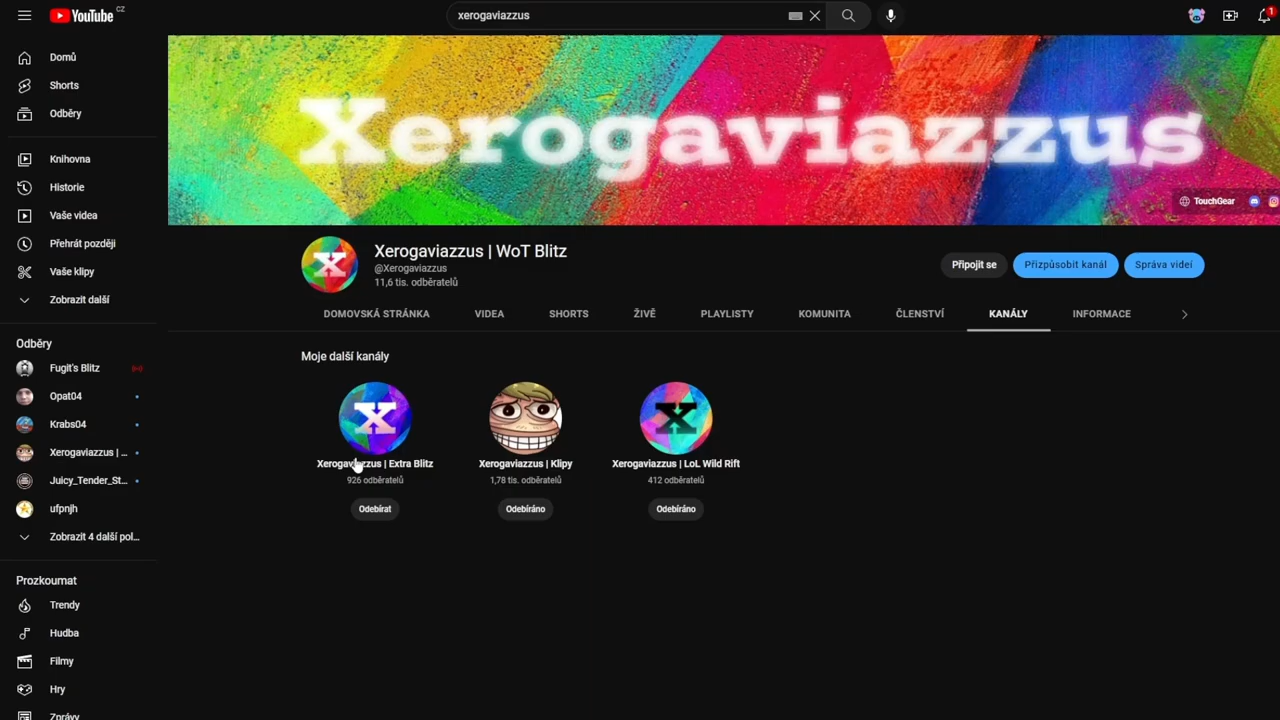 YouTube CZ
xerogaviazzus
1
Domů
Shorts
Odběry
Knihovna
Historie
Vaše videa
Přehrát později
Vaše klipy
Zobrazit další
Odběry
Fugit's Blitz
Opat04
Krabs04
Xerogaviazzus | ...
Juicy_Tender_St...
ufpnjh
Zobrazit 4 další pol...
Prozkoumat
Trendy
Hudba
Filmy
Hry
Zprávy
Xerogaviazzus
TouchGear
X
Xerogaviazzus | WoT Blitz
@Xerogaviazzus
11,6 tis. odběratelů
Připojit se
Přizpůsobit kanál
Správa videí
DOMOVSKÁ STRÁNKA
VIDEA
SHORTS
ŽIVĚ
PLAYLISTY
KOMUNITA
ČLENSTVÍ
KANÁLY
INFORMACE
Moje další kanály
X
X
Xerogaviazzus | Extra Blitz
Xerogaviazzus | Klipy
Xerogaviazzus | LoL Wild Rift
926 odběratelů
1,78 tis. odběratelů
412 odběratelů
Odebírat
Odebíráno
Odebíráno